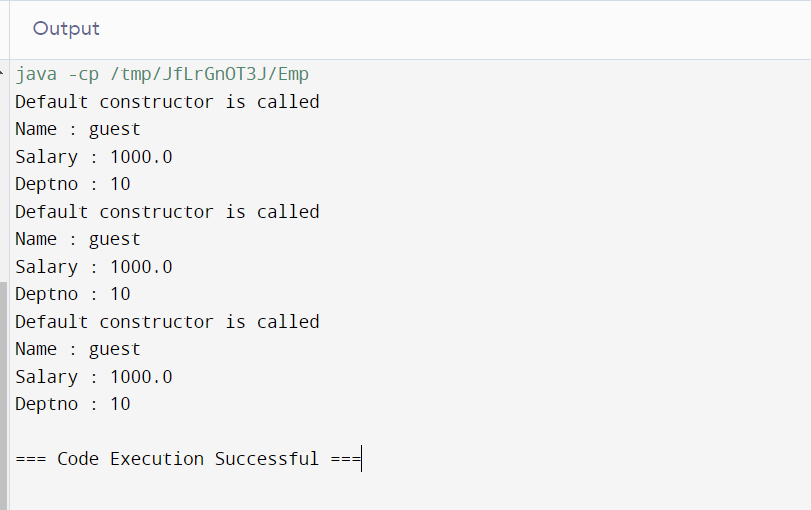 Output
java -cp /tmp/JfLrGnOT3J/Emp
Default constructor is called
Name : guest
Salary : 1000.0
Deptno : 10
Default constructor is called
Name : guest
Salary : 1000.0
Deptno : 10
Default constructor is called
Name : guest
Salary : 1000.0
Deptno : 10
=== Code Execution Successful ===